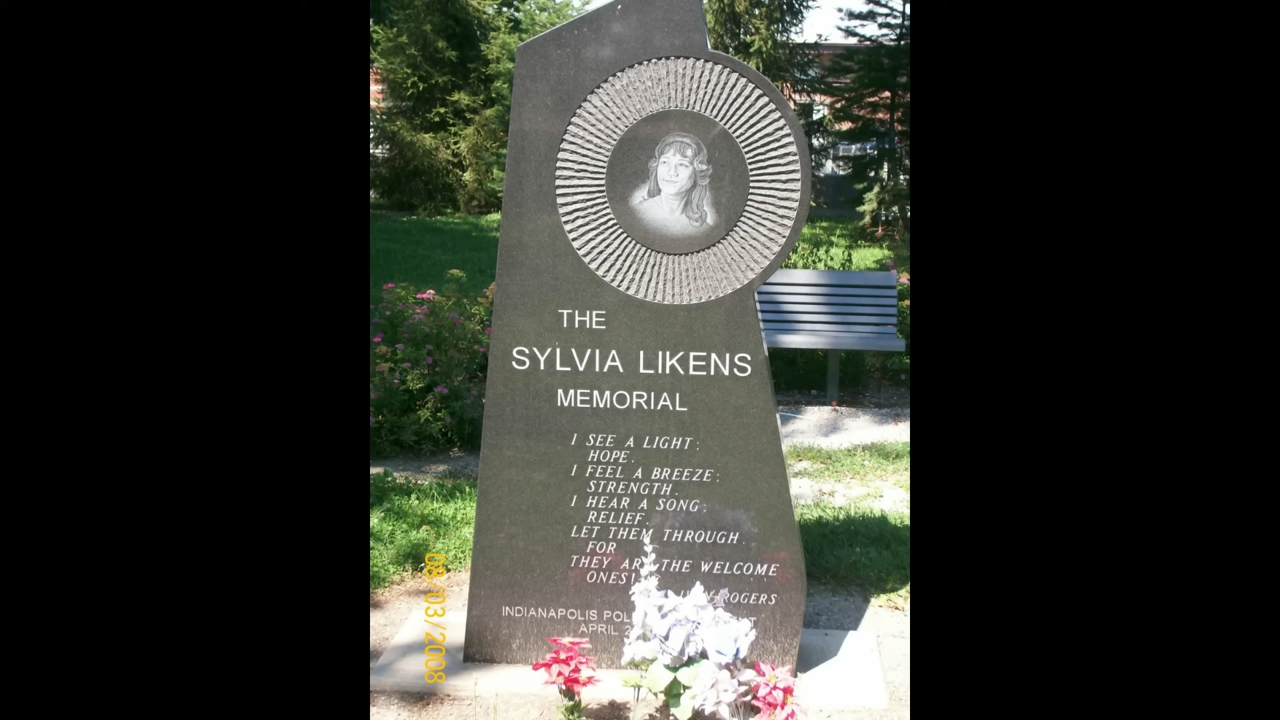 THE
SYLVIA LIKENS
MEMORIAL
I SEE A LIGHT;
HOPE.
I FEEL A BREEZE;
STRENGTH.
I HEAR A SONG;
RELIEF.
LET THEM THROUGH
FOR
THEY ARE THE WELCOME
ONES!
ROGERS
INDIANAPOLIS
APRIL
08/03/2008